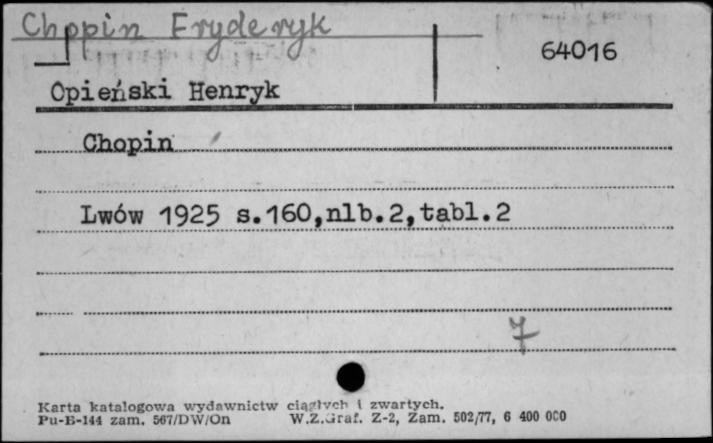 Chopin Fryderyk
64016
Opieński Henryk
Chopin
Lwów 1925 s.160,nlb.2,tabl.2
7
Karta katalogowa wydawnictw ciągłych i zwartych.
Pu-B-144 zam. 567/DW/On W.Z.Graf. Z-2, Zam. 502/77, 6 400 000